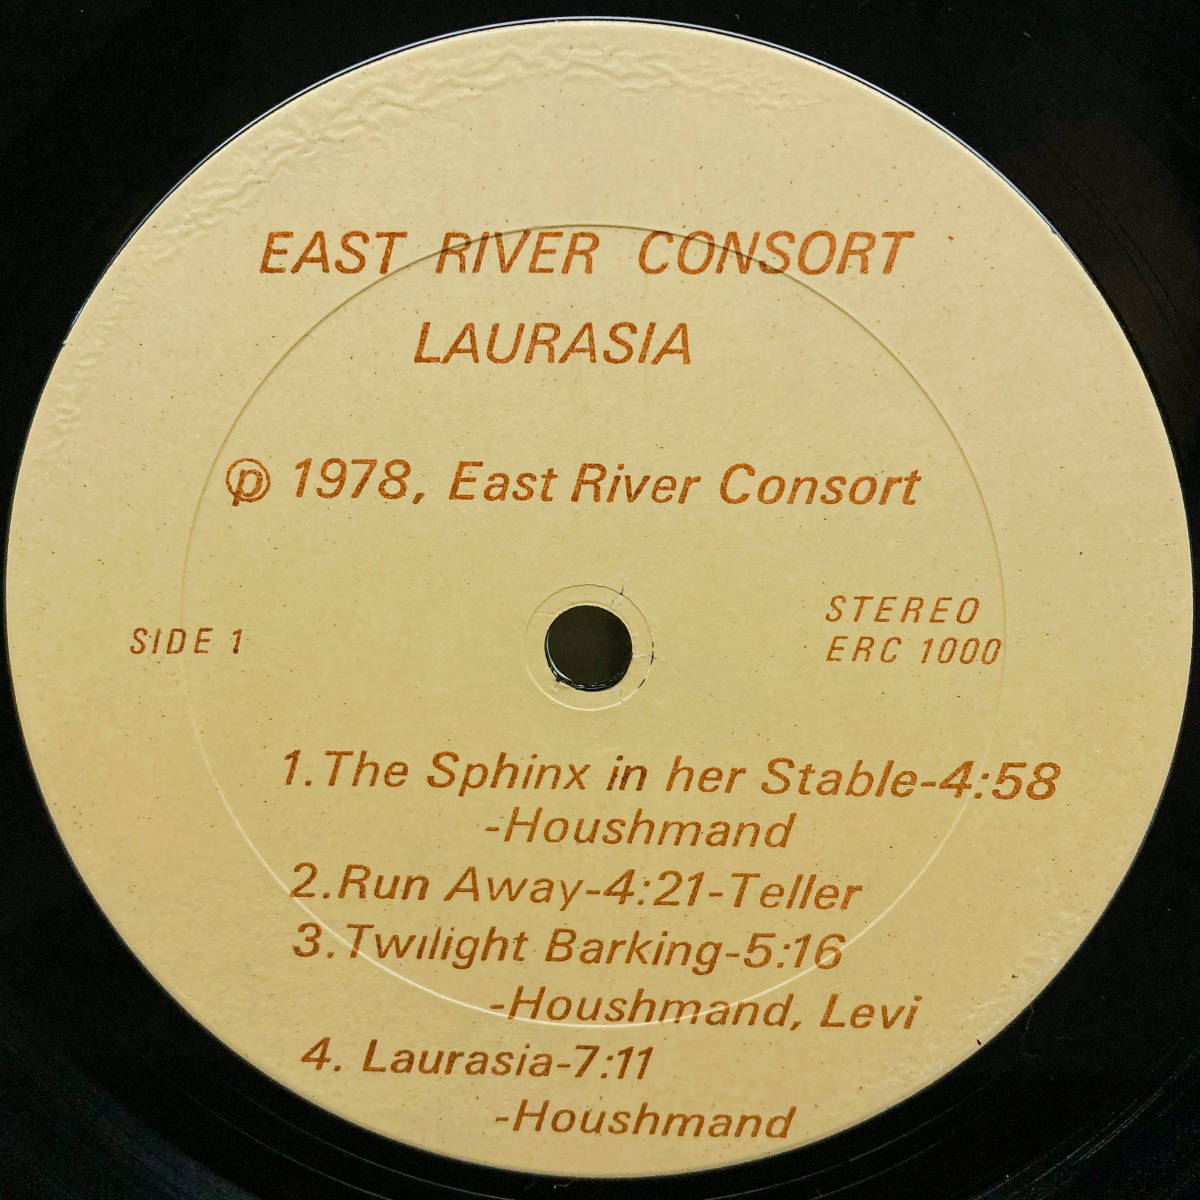 EAST RIVER CONSORT
LAURASIA
℗ 1978, East River Consort
SIDE 1
STEREO
ERC 1000
1. The Sphinx in her Stable-4:58
-Houshmand
2. Run Away-4:21-Teller
3. Twilight Barking-5:16
-Houshmand, Levi
4. Laurasia-7:11
-Houshmand